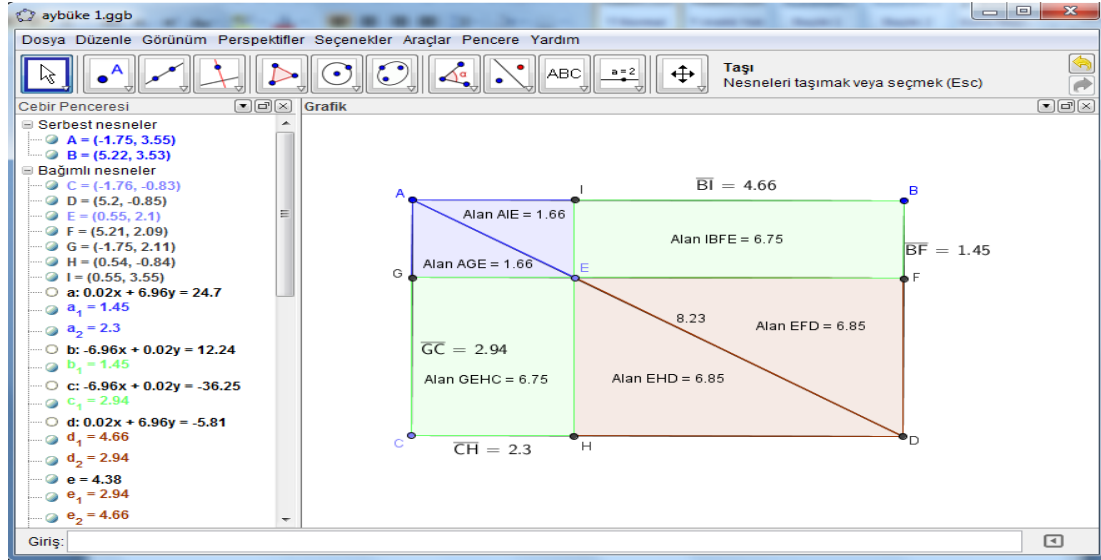 aybüke 1.ggb
Dosya Düzenle Görünüm Perspektifler Seçenekler Araçlar Pencere Yardım
A
α
ABC
a = 2
Taşı
Nesneleri taşımak veya seçmek (Esc)
Cebir Penceresi
Serbest nesneler
A = (-1.75, 3.55)
B = (5.22, 3.53)
Bağımlı nesneler
C = (-1.76, -0.83)
D = (5.2, -0.85)
E = (0.55, 2.1)
F = (5.21, 2.09)
G = (-1.75, 2.11)
H = (0.54, -0.84)
I = (0.55, 3.55)
a: 0.02x + 6.96y = 24.7
a₁ = 1.45
a₂ = 2.3
b: -6.96x + 0.02y = 12.24
b₁ = 1.45
c: -6.96x + 0.02y = -36.25
c₁ = 2.94
d: 0.02x + 6.96y = -5.81
d₁ = 4.66
d₂ = 2.94
e = 4.38
e₁ = 2.94
e₂ = 4.66
Grafik
BI = 4.66
A
I
B
Alan AIE = 1.66
Alan IBFE = 6.75
BF = 1.45
Alan AGE = 1.66
G
E
F
8.23
Alan EFD = 6.85
GC = 2.94
Alan GEHC = 6.75
Alan EHD = 6.85
C
CH = 2.3
H
D
Giriş: